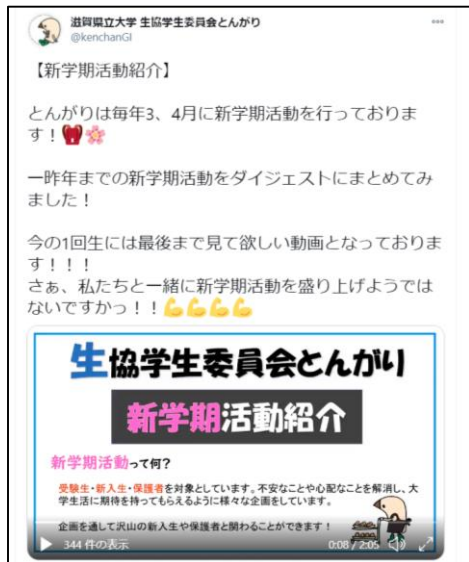 滋賀県立大学 生協学生委員会とんがり
@kenchanGI
【新学期活動紹介】
とんがりは毎年3、4月に新学期活動を行っておりま
す！🎒🌸
一昨年までの新学期活動をダイジェストにまとめてみ
ました！
今の1回生には最後まで見て欲しい動画となっておりま
す！！！
さぁ、私たちと一緒に新学期活動を盛り上げようでは
ないですかっ！！💪💪💪💪
生協学生委員会とんがり
新学期活動紹介
新学期活動って何?
受験生・新入生・保護者を対象としています。不安なことや心配なことを解消し、大
学生活に期待を持ってもらえるように様々な企画をしています。
企画を通して沢山の新入生や保護者と関わることができます！
344 件の表示
0:08 / 2:05